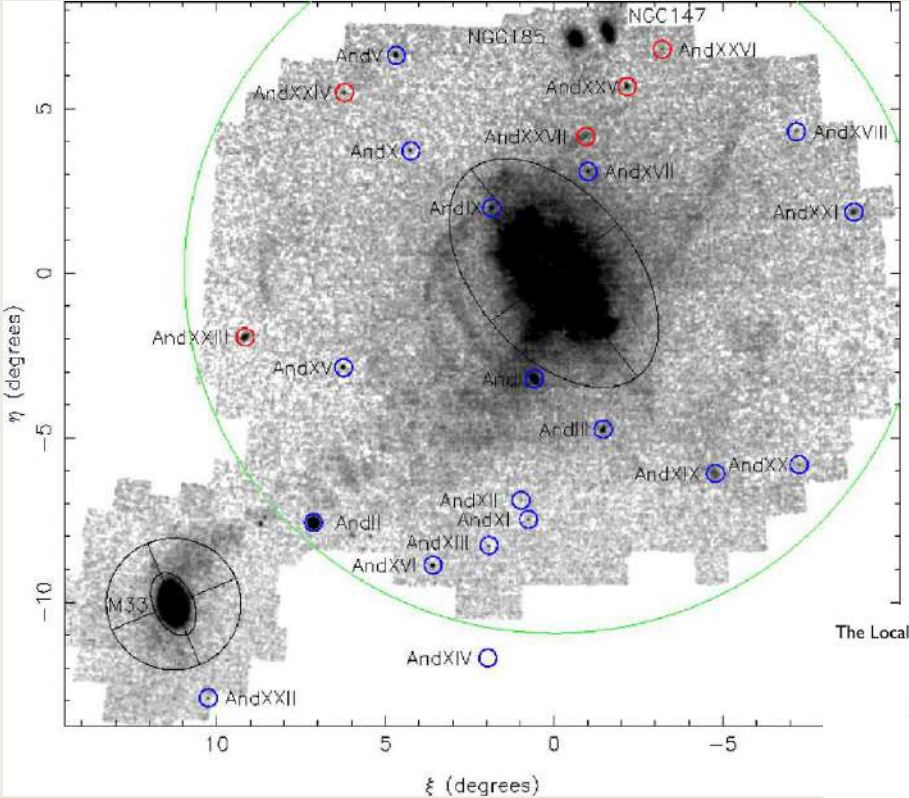 NGC147
NGC185
AndXXVI
AndV
AndXXIV
AndXXV
5
AndXXVII
AndXVIII
AndX
AndXVII
AndIX
AndXXI
0
η (degrees)
AndXXIII
AndXV
AndI
AndIII
-5
AndXIX
AndXX
AndXII
AndXI
AndII
AndXIII
AndXVI
-10
M33
The Local
AndXIV
AndXXII
10
5
0
-5
ξ (degrees)